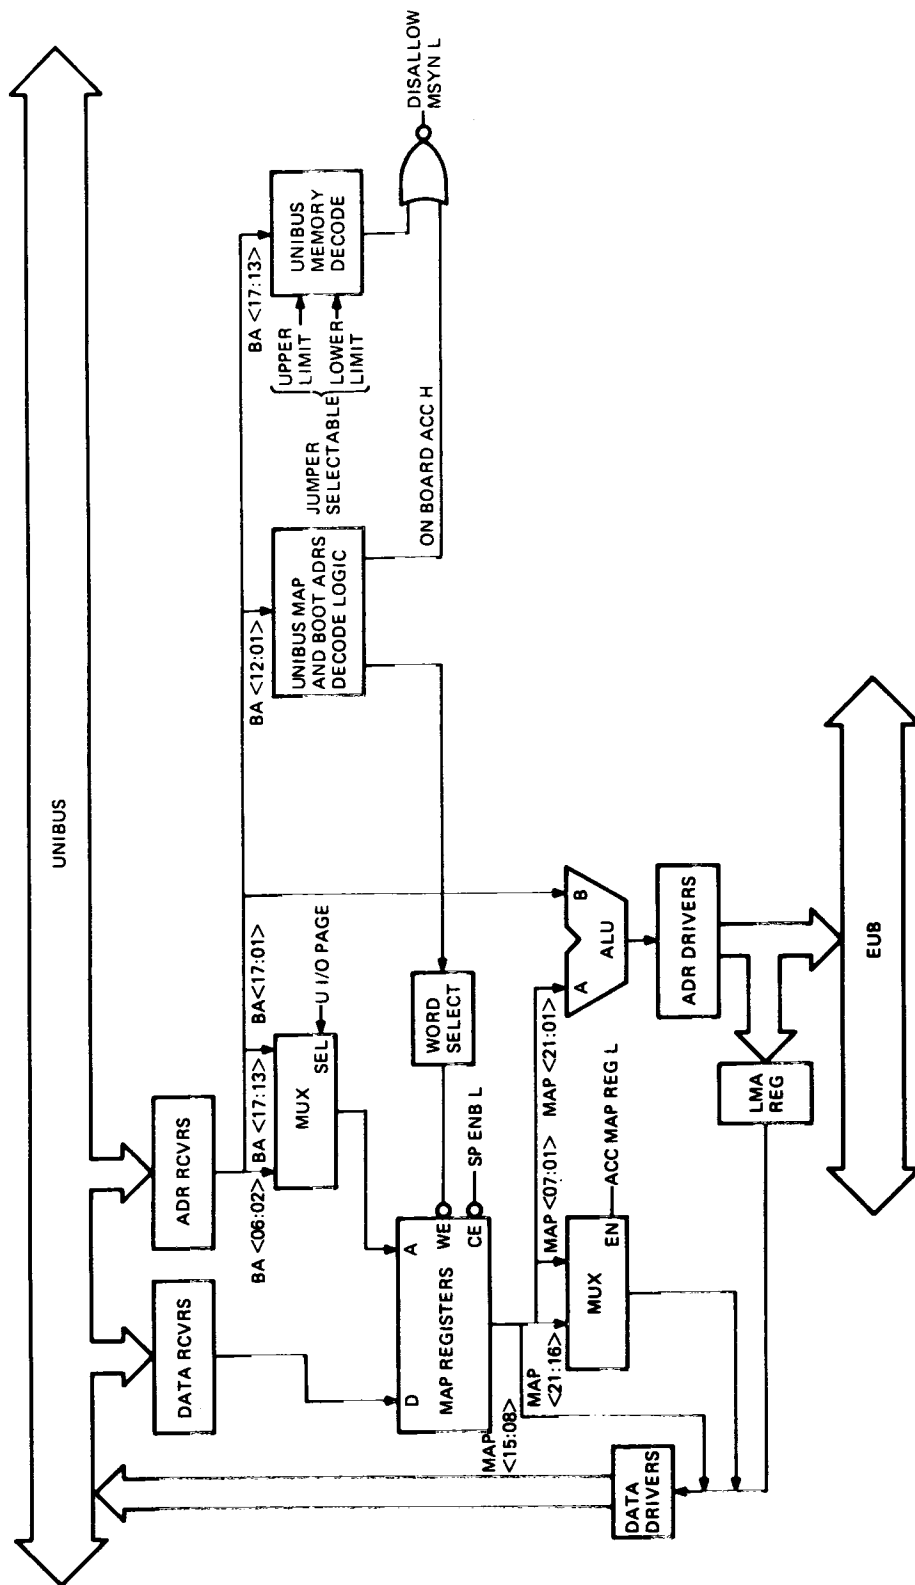 UNIBUS
DATA RCVRS
ADR RCVRS
BA <06:02>
BA <17:13>
BA<17:01>
MUX
SEL
U I/O PAGE
BA <12:01>
UNIBUS MAP
AND BOOT ADRS
DECODE LOGIC
BA <17:13>
UPPER
LIMIT
LOWER
LIMIT
JUMPER
SELECTABLE
UNIBUS
MEMORY
DECODE
DISALLOW
MSYN L
ON BOARD ACC H
D
A
MAP REGISTERS
WE
CE
SP ENB L
WORD
SELECT
MAP
<15:08>
MAP
<21:16>
MAP <07:01>
MAP <21:01>
MUX
EN
ACC MAP REG L
A
B
ALU
DATA
DRIVERS
ADR DRIVERS
LMA
REG
EUB